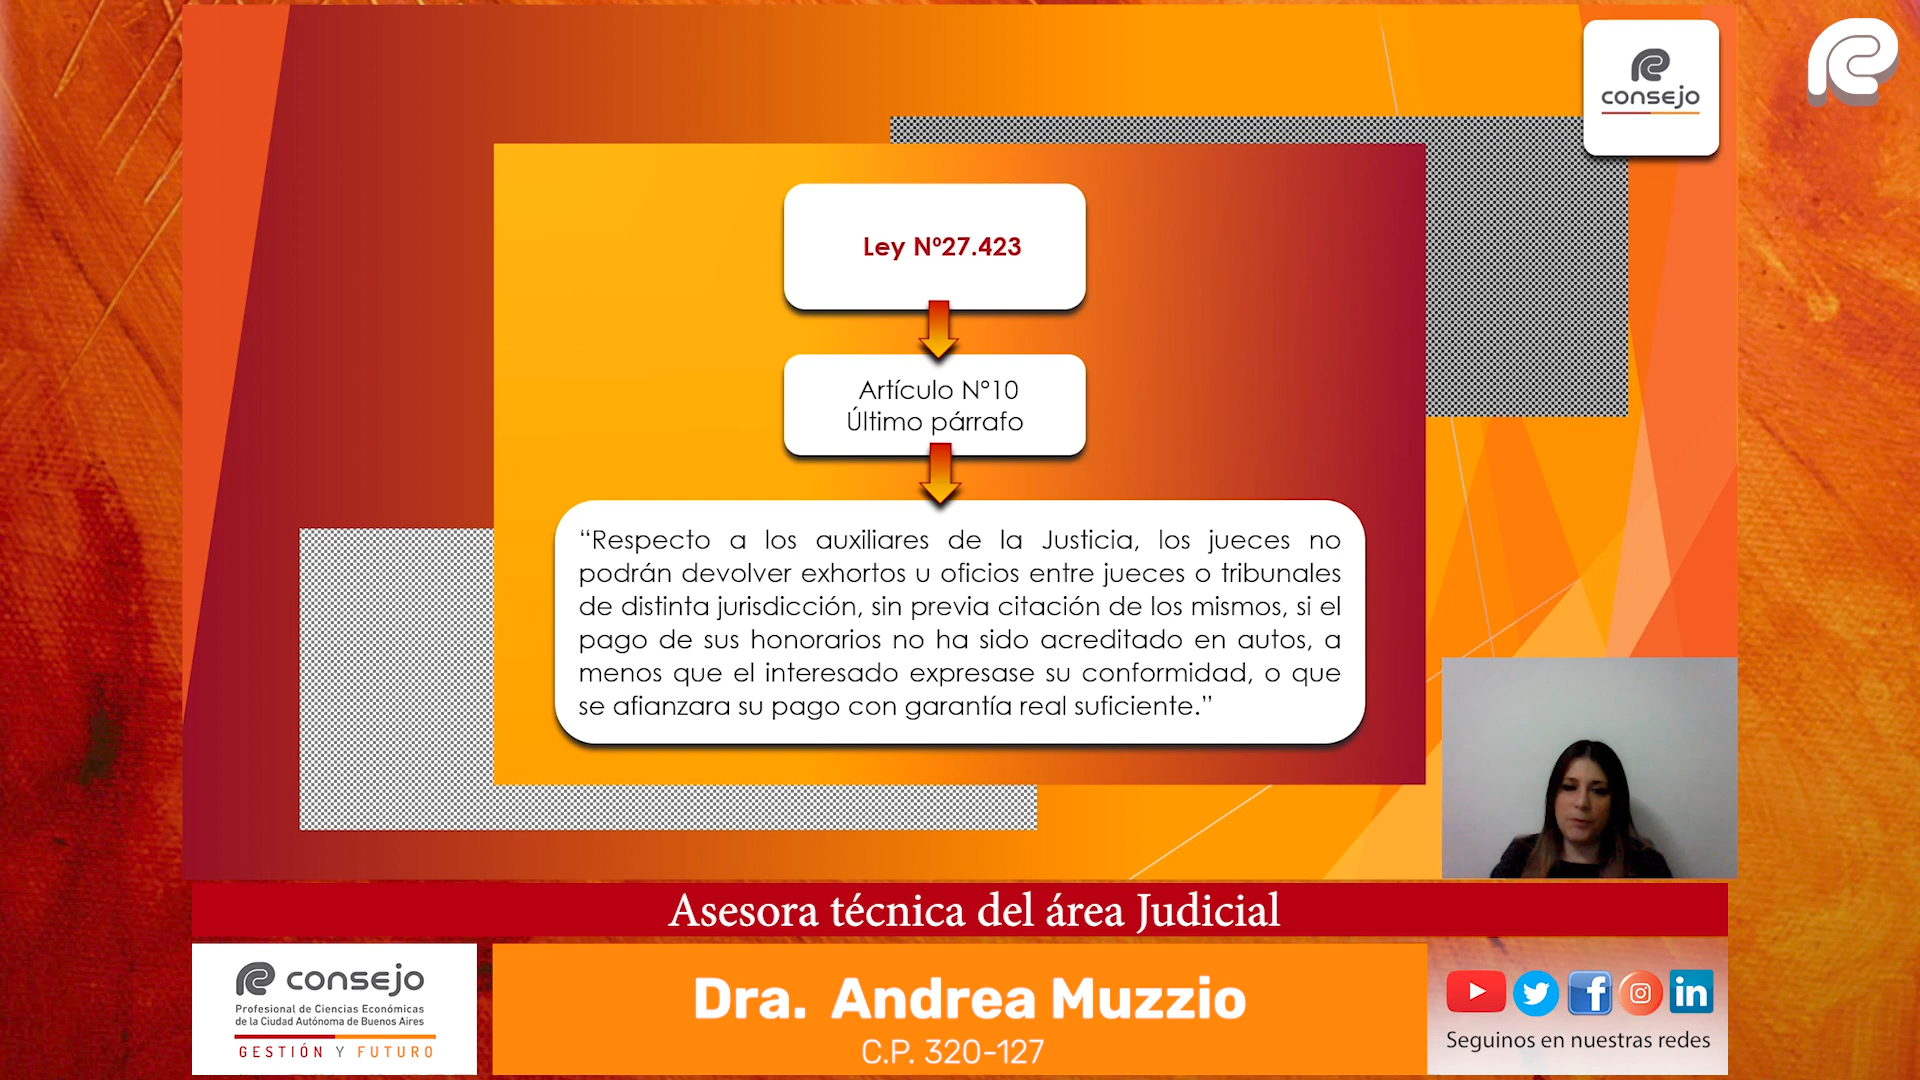 consejo
Ley Nº27.423
Artículo Nº10
Último párrafo
“Respecto a los auxiliares de la Justicia, los jueces no
podrán devolver exhortos u oficios entre jueces o tribunales
de distinta jurisdicción, sin previa citación de los mismos, si el
pago de sus honorarios no ha sido acreditado en autos, a
menos que el interesado expresase su conformidad, o que
se afianzara su pago con garantía real suficiente.”
Asesora técnica del área Judicial
consejo
Profesional de Ciencias Económicas
de la Ciudad Autónoma de Buenos Aires
GESTIÓN Y FUTURO
Dra. Andrea Muzzio
C.P. 320-127
Seguinos en nuestras redes